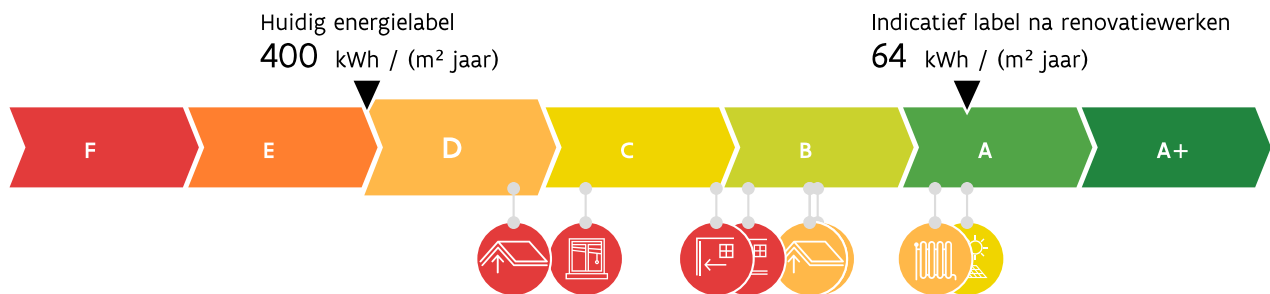 Huidig energielabel
400 kWh / (m² jaar)
Indicatief label na renovatiewerken
64 kWh / (m² jaar)
F E D C B A A+